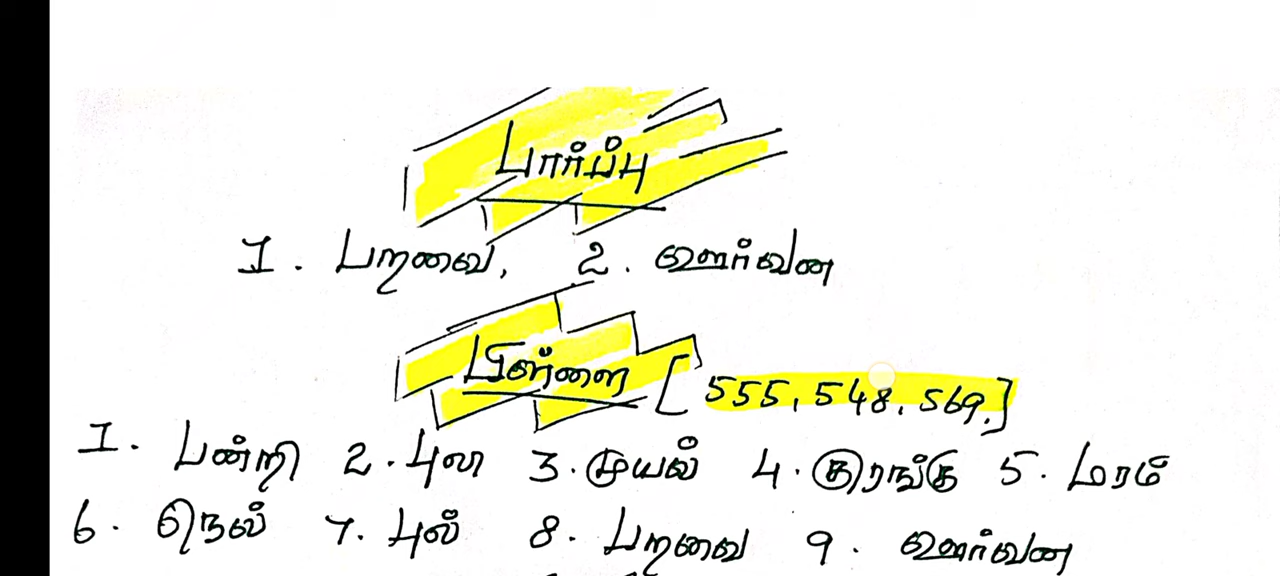 பார்ப்பு
1. பறவை, 2. ஊர்வன
பிள்ளை [555, 548, 569.]
1. பன்றி 2. புலி 3. முயல் 4. குரங்கு 5. மரம்
6. நெல் 7. புல் 8. பறவை 9. ஊர்வன